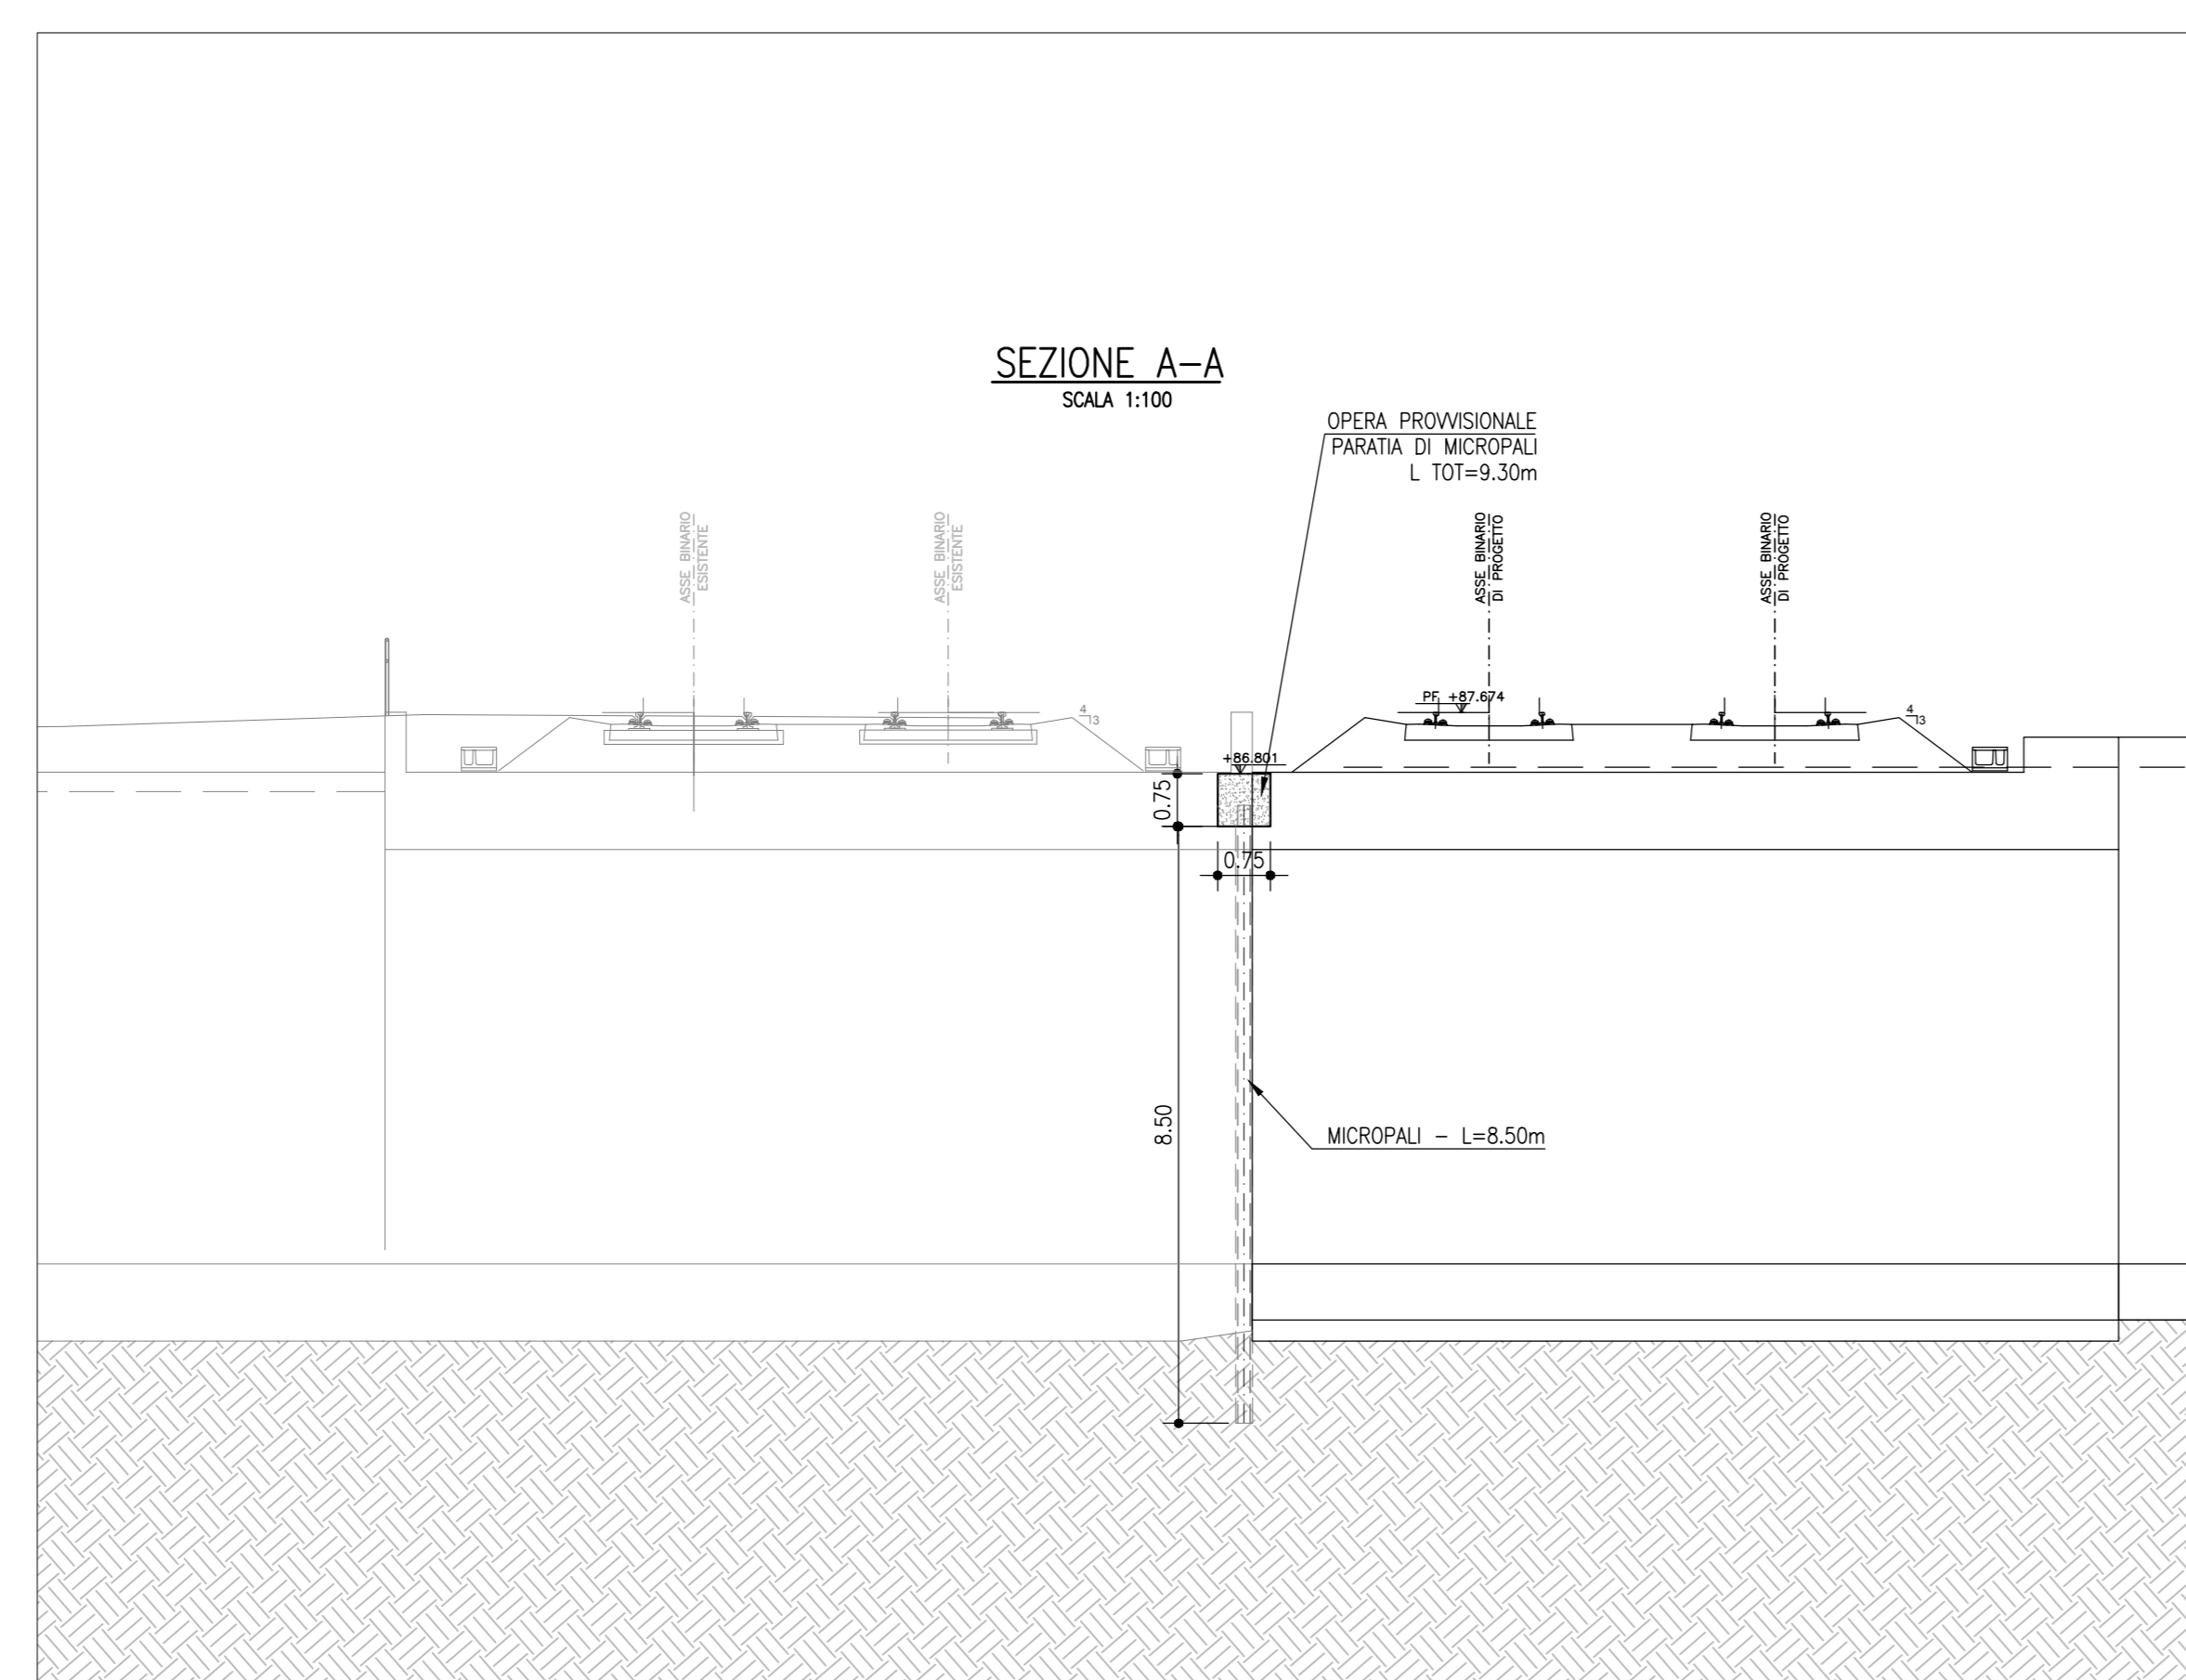 SEZIONE A-A
SCALA 1:100
OPERA PROVVISIONALE
PARATIA DI MICROPALI
L TOT=9.30m
ASSE BINARIO
ESISTENTE
ASSE BINARIO
ESISTENTE
ASSE BINARIO
DI PROGETTO
ASSE BINARIO
DI PROGETTO
PF +87.674
4
3
4
3
+86.801
0.75
0.75
8.50
MICROPALI - L=8.50m